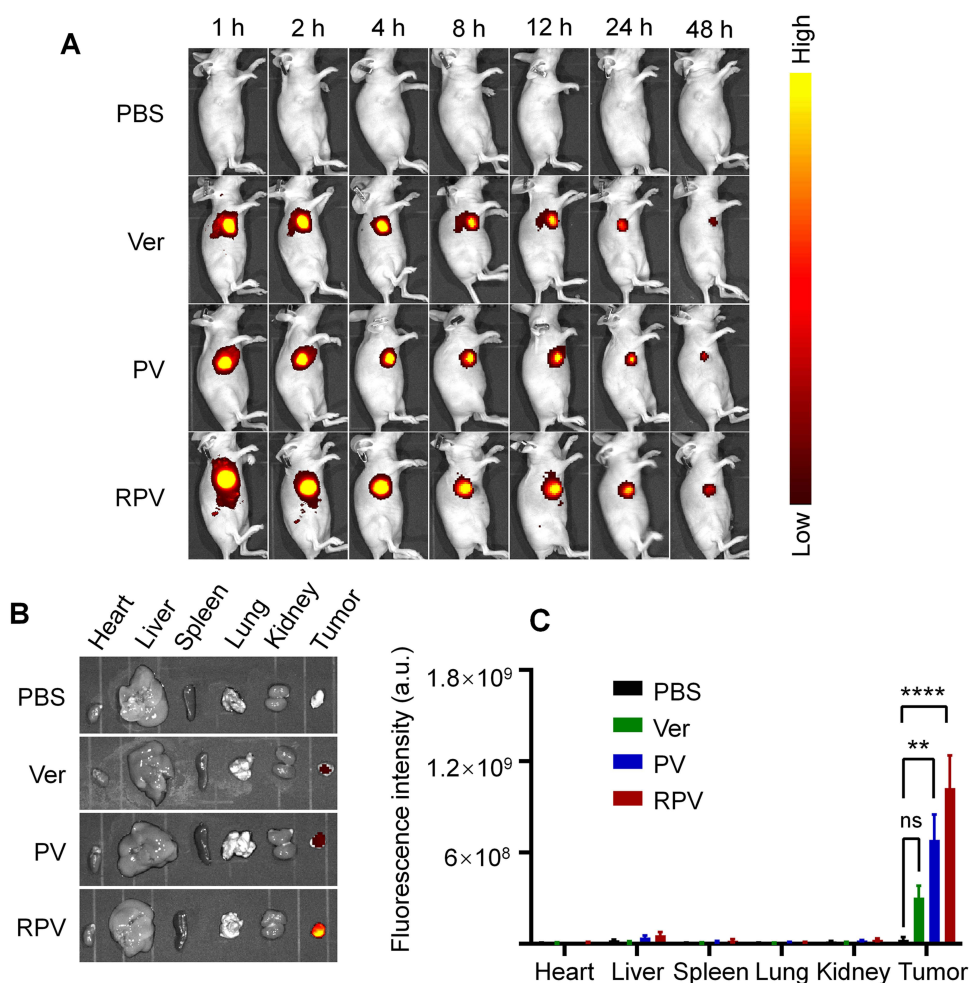 A
1 h 2 h 4 h 8 h 12 h 24 h 48 h
High
PBS
Ver
PV
RPV
Low
B
Heart Liver Spleen Lung Kidney Tumor
PBS
Ver
PV
RPV
C
Fluorescence intensity (a.u.)
1.8×10⁹
1.2×10⁹
6×10⁸
PBS
Ver
PV
RPV
****
**
ns
Heart Liver Spleen Lung Kidney Tumor